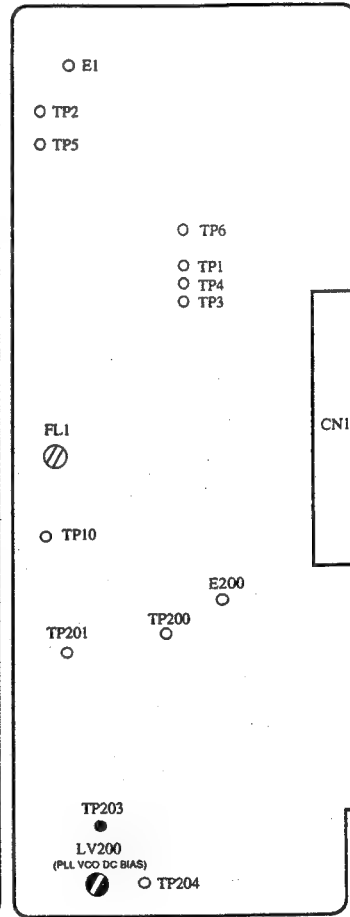 E1
TP2
TP5
TP6
TP1
TP4
TP3
CN1
FL1
TP10
E200
TP200
TP201
TP203
LV200
(PLL VCO DC BIAS)
TP204